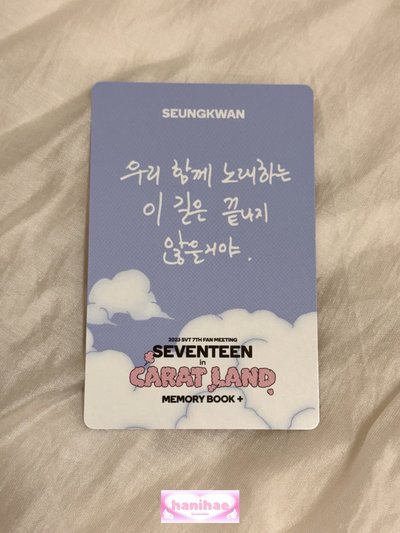 SEUNGKWAN
우리 함께 노래하는
이 길은 끝나지
않을거야.
2023 SVT 7TH FAN MEETING
SEVENTEEN
in
CARAT LAND
MEMORY BOOK +
hanihae